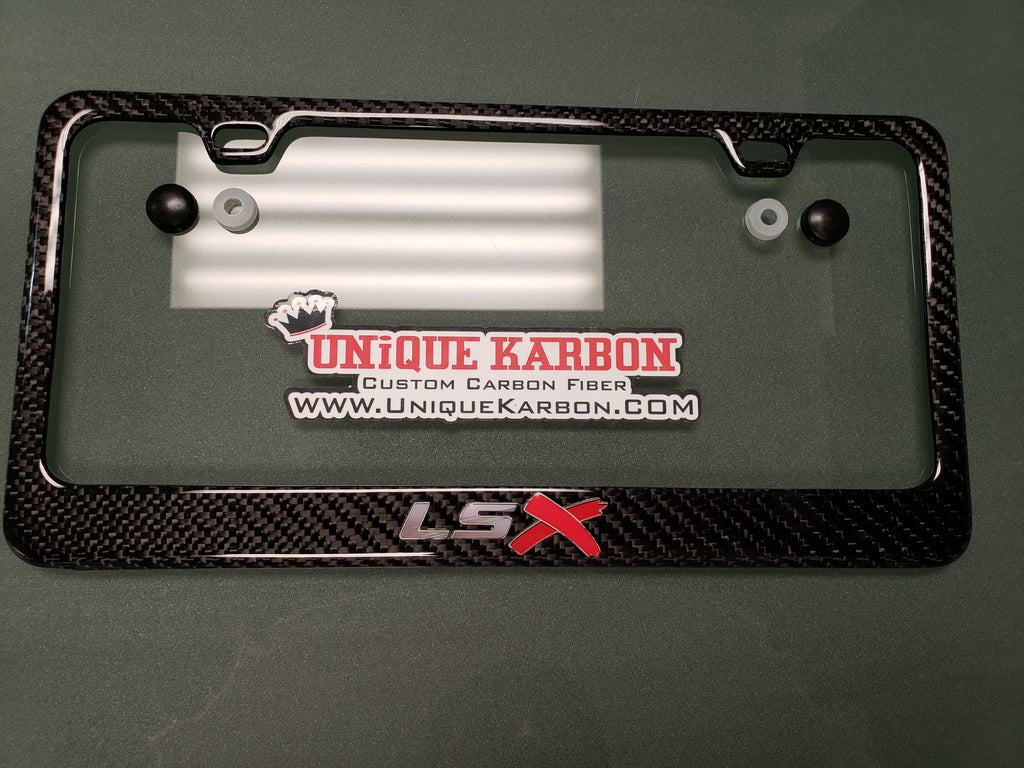 UNiQUE KARBON
CUSTOM CARBON FIBER
WWW.UNIQUEKARBON.COM
LSX